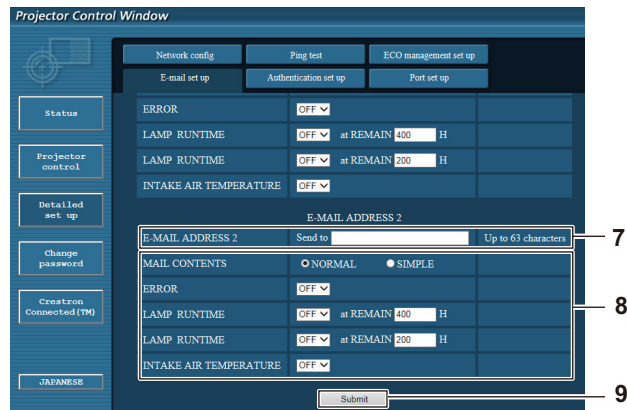 Projector Control Window
Network config Ping test ECO management set up
E-mail set up Authentication set up Port set up
Status
Projector control
Detailed set up
Change password
Crestron Connected(TM)
JAPANESE
ERROR OFF
LAMP RUNTIME OFF at REMAIN 400 H
LAMP RUNTIME OFF at REMAIN 200 H
INTAKE AIR TEMPERATURE OFF
E-MAIL ADDRESS 2
E-MAIL ADDRESS 2 Send to Up to 63 characters 7
MAIL CONTENTS NORMAL SIMPLE
ERROR OFF
LAMP RUNTIME OFF at REMAIN 400 H 8
LAMP RUNTIME OFF at REMAIN 200 H
INTAKE AIR TEMPERATURE OFF
Submit 9